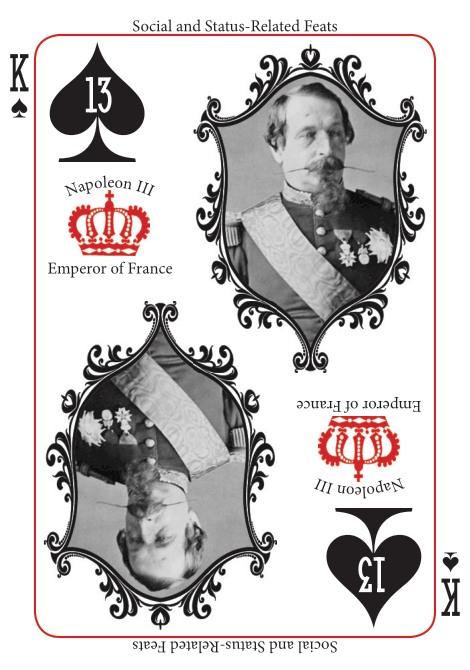 Social and Status-Related Feats
K
13
Napoleon III
Emperor of France
Emperor of France
Napoleon III
13
K
Social and Status-Related Feats